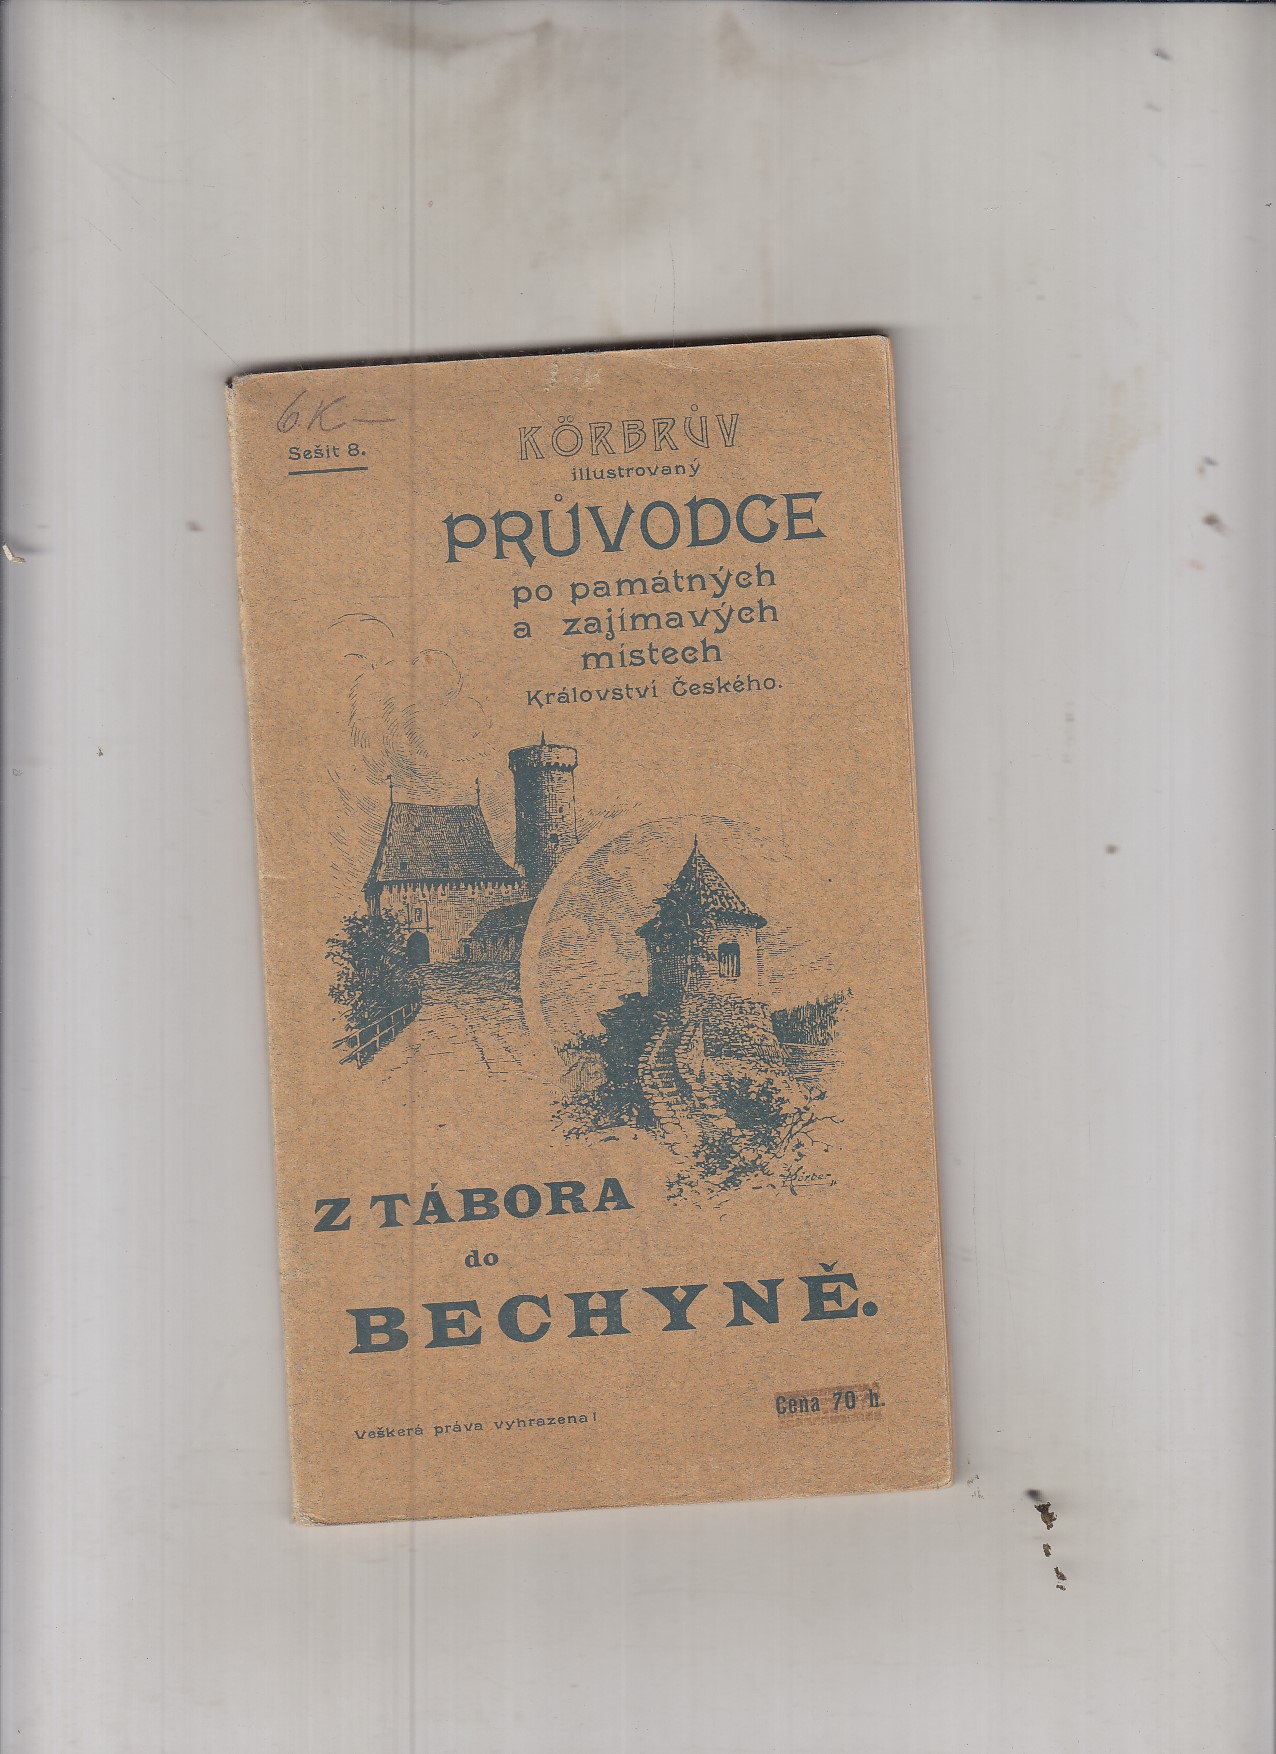 6 K–
Sešit 8.
KÖRBRŮV
illustrovaný
PRŮVODCE
po památných
a zajímavých
místech
Království Českého.
Körber
Z TÁBORA
do
BECHYNĚ.
Cena 70 h.
Veškerá práva vyhrazena!